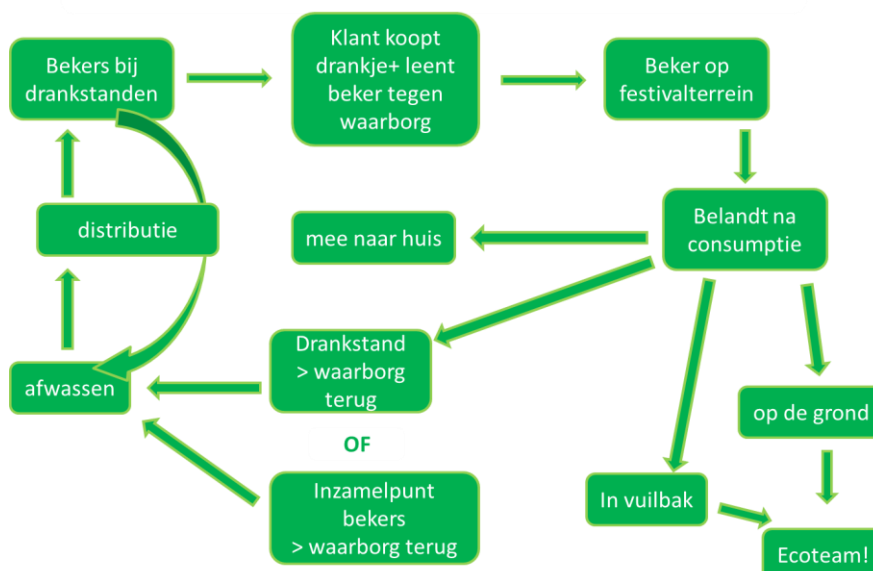 Bekers bij
drankstanden
Klant koopt
drankje+ leent
beker tegen
waarborg
Beker op
festivalterrein
distributie
mee naar huis
Belandt na
consumptie
afwassen
Drankstand
> waarborg
terug
op de grond
OF
Inzamelpunt
bekers
> waarborg terug
In vuilbak
Ecoteam!